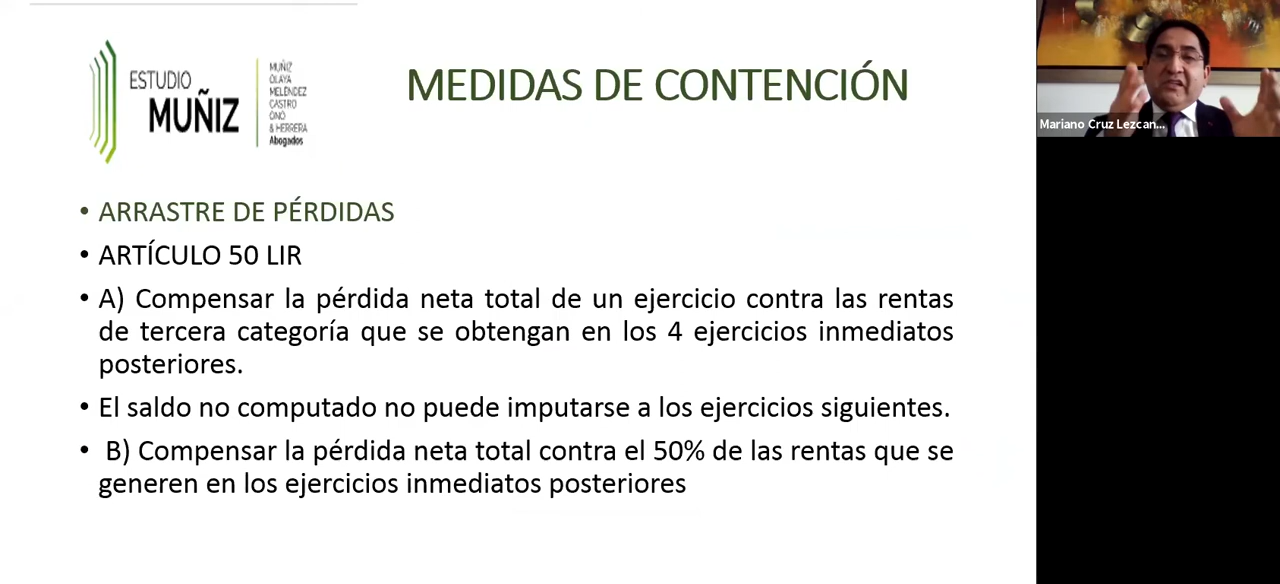 ESTUDIO
MUÑIZ
MUÑIZ
OLAYA
MELÉNDEZ
CASTRO
ONO
& HERRERA
Abogados
MEDIDAS DE CONTENCIÓN
• ARRASTRE DE PÉRDIDAS
• ARTÍCULO 50 LIR
• A) Compensar la pérdida neta total de un ejercicio contra las rentas
de tercera categoría que se obtengan en los 4 ejercicios inmediatos
posteriores.
• El saldo no computado no puede imputarse a los ejercicios siguientes.
• B) Compensar la pérdida neta total contra el 50% de las rentas que se
generen en los ejercicios inmediatos posteriores
Mariano Cruz Lezcan...